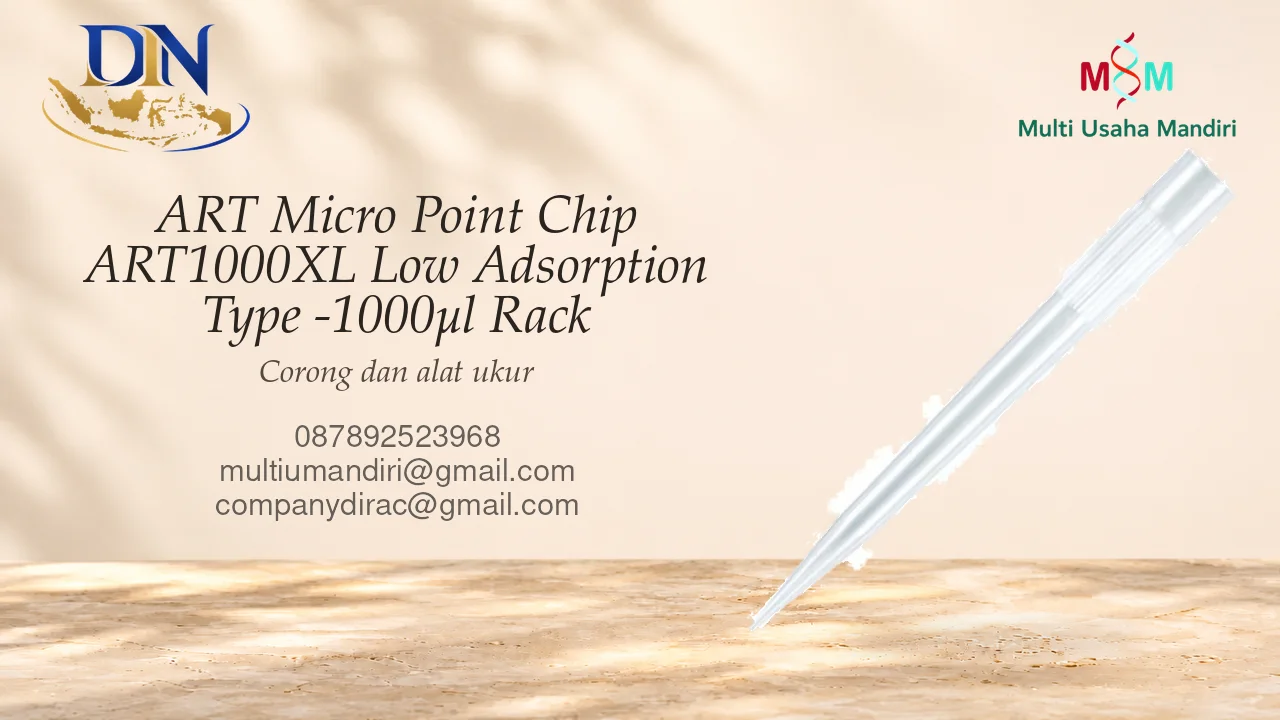 DIN
M M
Multi Usaha Mandiri
ART Micro Point Chip
ART1000XL Low Adsorption
Type -1000µl Rack
Corong dan alat ukur
087892523968
multiumandiri@gmail.com
companydirac@gmail.com